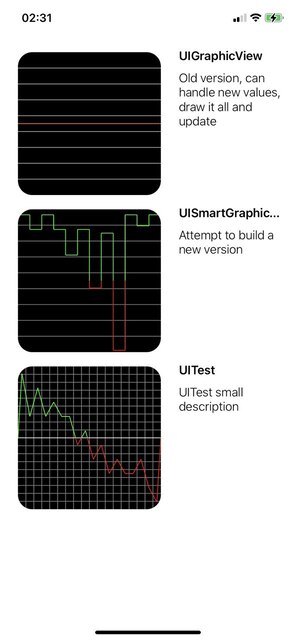 02:31
UIGraphicView
Old version, can
handle new values,
draw it all and
update
UISmartGraphic...
Attempt to build a
new version
UITest
UITest small
description